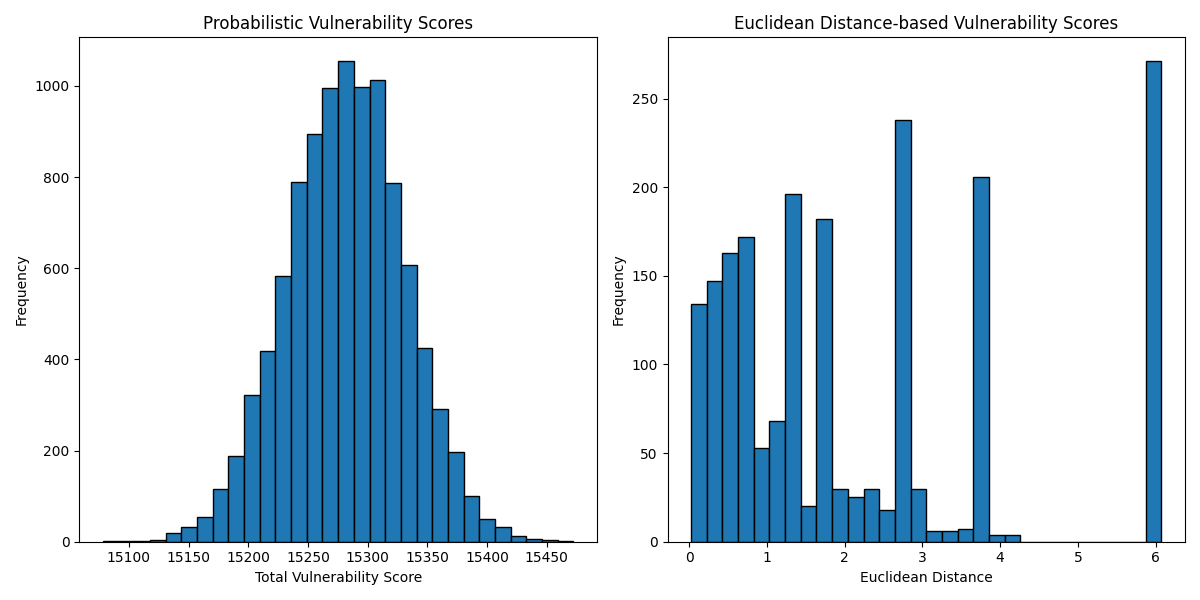 Probabilistic Vulnerability Scores
Frequency
1000
800
600
400
200
0
15100 15150 15200 15250 15300 15350 15400 15450
Total Vulnerability Score
Euclidean Distance-based Vulnerability Scores
Frequency
250
200
150
100
50
0
0 1 2 3 4 5 6
Euclidean Distance